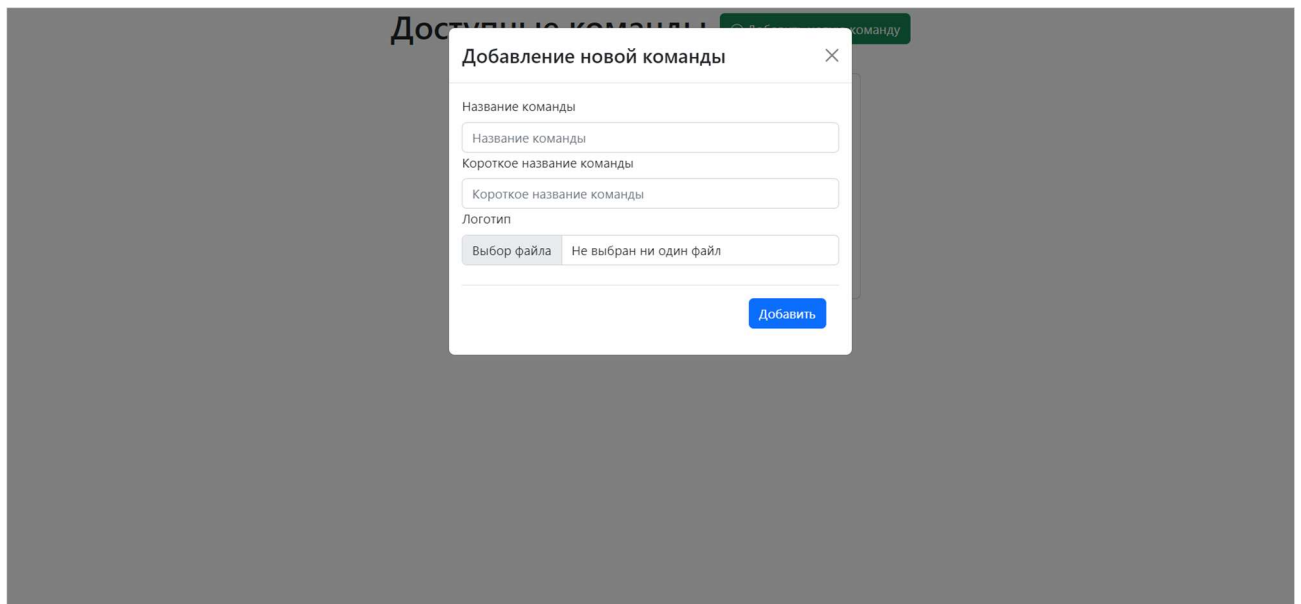 Доступные команды
команду
Добавление новой команды
Название команды
Название команды
Короткое название команды
Короткое название команды
Логотип
Выбор файла Не выбран ни один файл
Добавить